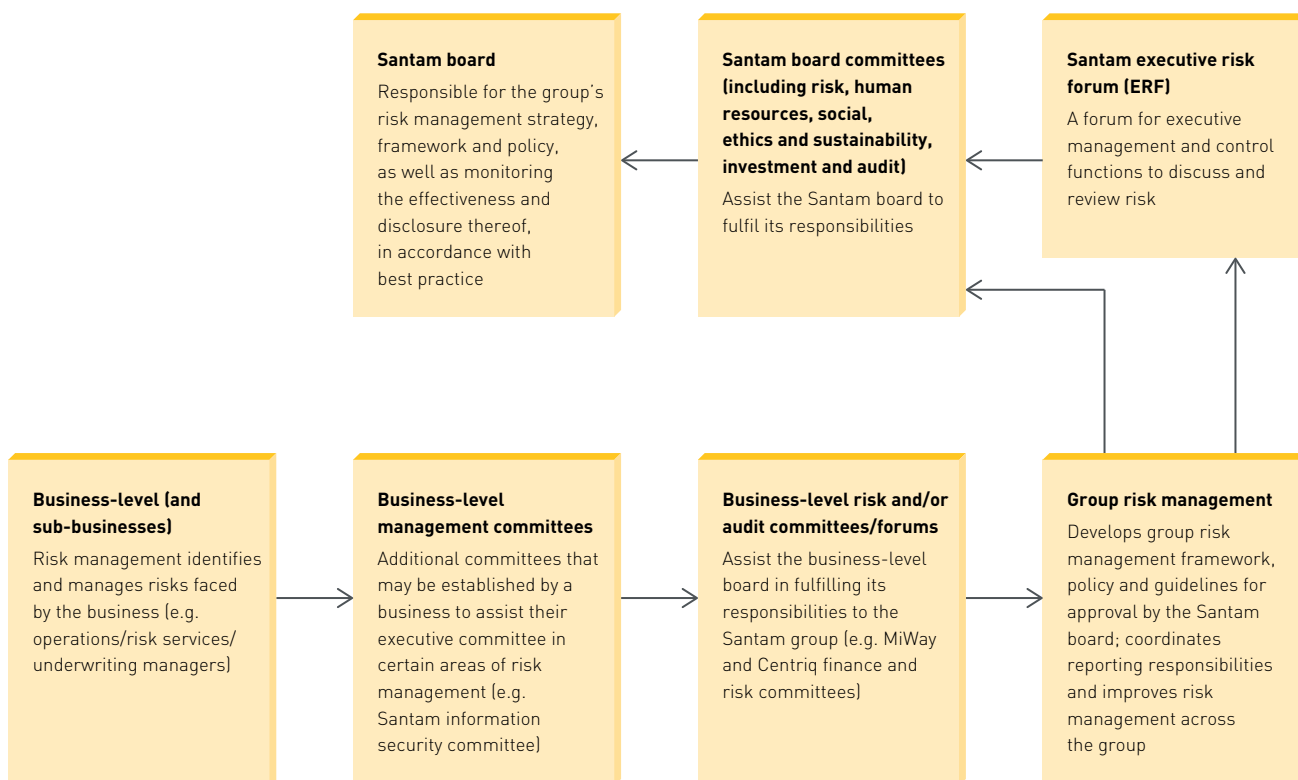 Santam board
Responsible for the group's
risk management strategy,
framework and policy,
as well as monitoring
the effectiveness and
disclosure thereof,
in accordance with
best practice
Santam board committees
(including risk, human
resources, social,
ethics and sustainability,
investment and audit)
Assist the Santam board to
fulfil its responsibilities
Santam executive risk
forum (ERF)
A forum for executive
management and control
functions to discuss and
review risk
Business-level (and
sub-businesses)
Risk management identifies
and manages risks faced
by the business (e.g.
operations/risk services/
underwriting managers)
Business-level
management committees
Additional committees that
may be established by a
business to assist their
executive committee in
certain areas of risk
management (e.g.
Santam information
security committee)
Business-level risk and/or
audit committees/forums
Assist the business-level
board in fulfilling its
responsibilities to the
Santam group (e.g. MiWay
and Centriq finance and
risk committees)
Group risk management
Develops group risk
management framework,
policy and guidelines for
approval by the Santam
board; coordinates
reporting responsibilities
and improves risk
management across
the group